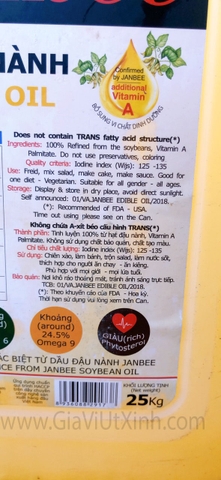 HÀNH
OIL
Confirmed
by JANBEE
additional
Vitamin
A
BỔ SUNG VI CHẤT DINH DƯỠNG
Does not contain TRANS fatty acid structure(*)
Ingredients: 100% Refined from the soybeans, Vitamin A
Palmitate. Do not use preservatives, coloring
Quality criteria: Iodine index (Wijs): 125 -135
Use: Fried, mix salad, make cake, make sauce. Good for
one diet - Vegetarian. Suitable for all gender - all ages.
Storage: Display & store in dry place, avoid direct sunlight.
Self announced: 01/VAJANBEE EDIBLE OIL/2018.
(*): Recommended of FDA - USA.
Time out using please see on the Can.
Không chứa A-xít béo cấu hình TRANS(*)
Thành phần: Tinh luyện 100% từ hạt đậu nành, Vitamin A
Palmitate. Không sử dụng chất bảo quản, chất tạo màu.
Chỉ tiêu chất lượng: Iodine index (Wijs): 125 -135
Sử dụng: Chiên xào, làm bánh, trộn salad, làm nước sốt,
thích hợp cho người ăn chay - ăn kiêng.
Phù hợp với mọi giới - mọi lứa tuổi.
Bảo quản: Nơi khô ráo thoáng mát, tránh ánh sáng trực tiếp.
TCB: 01/VAJANBEE EDIBLE OIL/2018.
(*): Theo khuyến cáo của FDA - Hoa kỳ.
Thời hạn sử dụng vui lòng xem trên Can.
6
Khoảng
(around)
24.5%
Omega 9
GIÀU(rich)
Phytosterol
ĐẶC BIỆT TỪ DẦU ĐẬU NÀNH JANBEE
FROM JANBEE SOYBEAN OIL
KHỐI LƯỢNG TỊNH
(Net weight)
25Kg
www.GiaViUtXinh.com